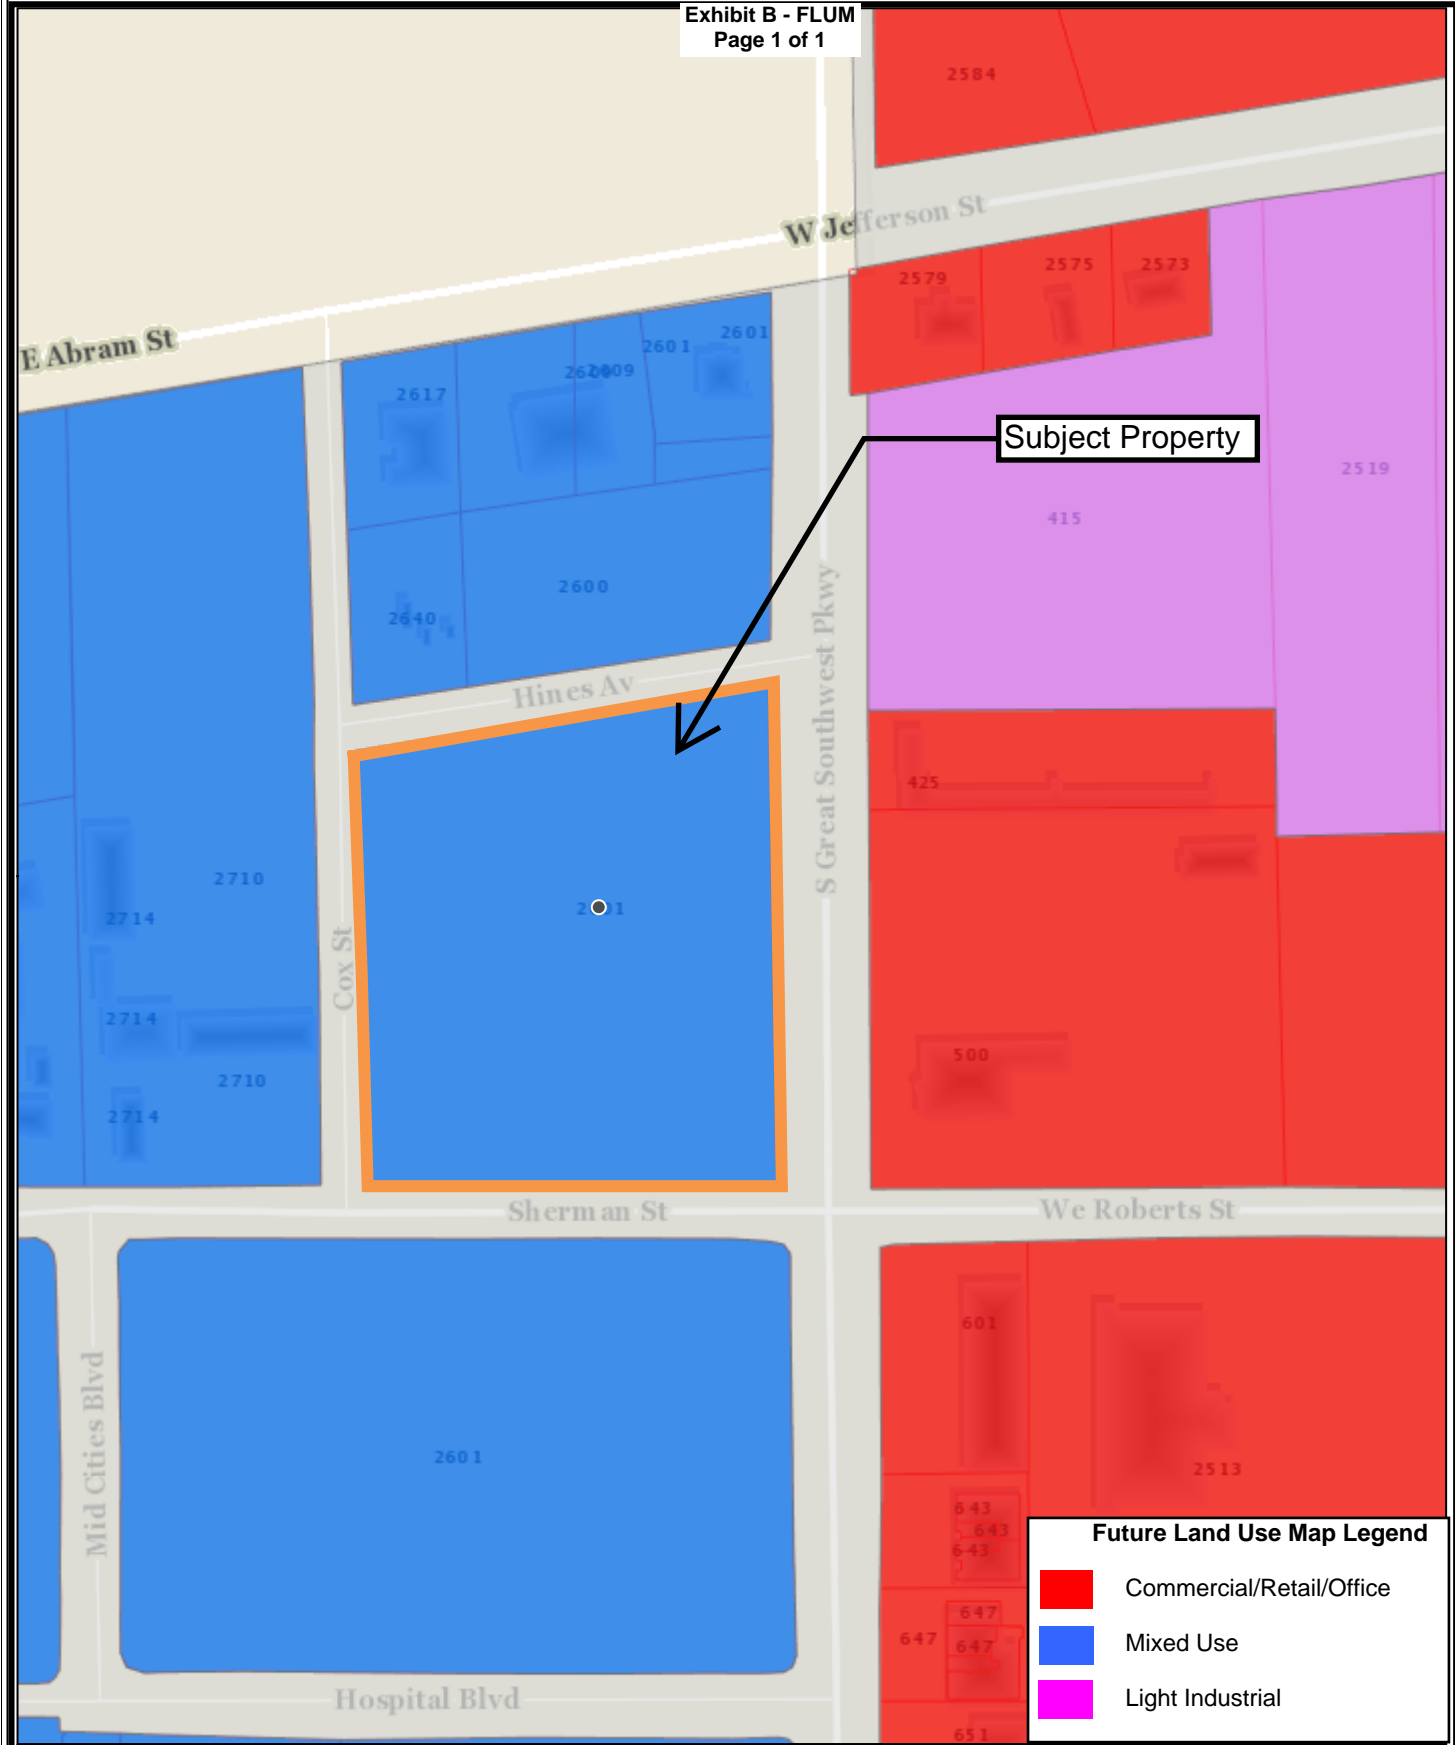 Exhibit B - FLUM
Page 1 of 1
2584
W Jefferson St
2579
2575
2573
E Abram St
2617
2609
2601
2601
Subject Property
2519
415
2600
2640
Hines Av
S Great Southwest Pkwy
425
2710
2714
Cox St
2714
2710
2714
500
Sherman St
We Roberts St
601
Mid Cities Blvd
2601
2513
643
643
643
647
647
647
651
Hospital Blvd
Future Land Use Map Legend
Commercial/Retail/Office
Mixed Use
Light Industrial